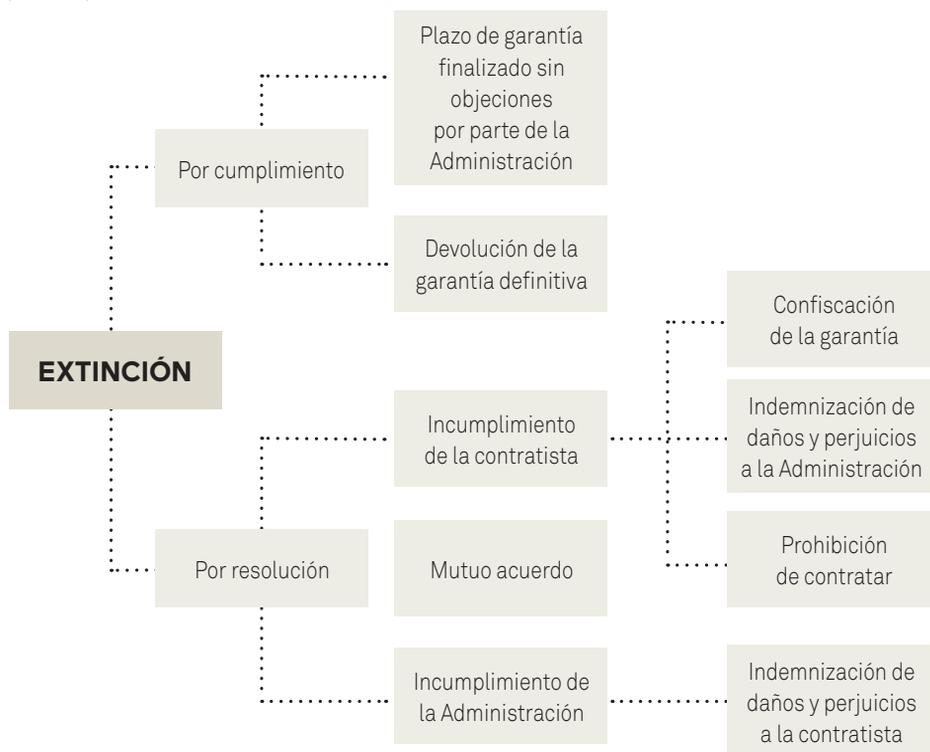 EXTINCIÓN
Por cumplimiento
Plazo de garantía
finalizado sin
objeciones
por parte de la
Administración
Devolución de la
garantía definitiva
Por resolución
Incumplimiento
de la contratista
Confiscación
de la garantía
Indemnización de
daños y perjuicios
a la Administración
Prohibición
de contratar
Mutuo acuerdo
Incumplimiento de
la Administración
Indemnización de
daños y perjuicios
a la contratista